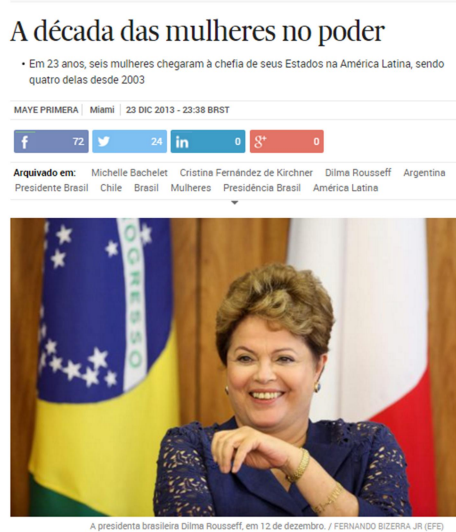 A década das mulheres no poder
• Em 23 anos, seis mulheres chegaram à chefia de seus Estados na América Latina, sendo
quatro delas desde 2003
MAYE PRIMERA | Miami | 23 DIC 2013 - 23:38 BRST
f 72 24 in 0 g+ 0
Arquivado em: Michelle Bachelet Cristina Fernández de Kirchner Dilma Rousseff Argentina
Presidente Brasil Chile Brasil Mulheres Presidência Brasil América Latina
OGRESSO
A presidenta brasileira Dilma Rousseff, em 12 de dezembro. / FERNANDO BIZERRA JR (EFE)